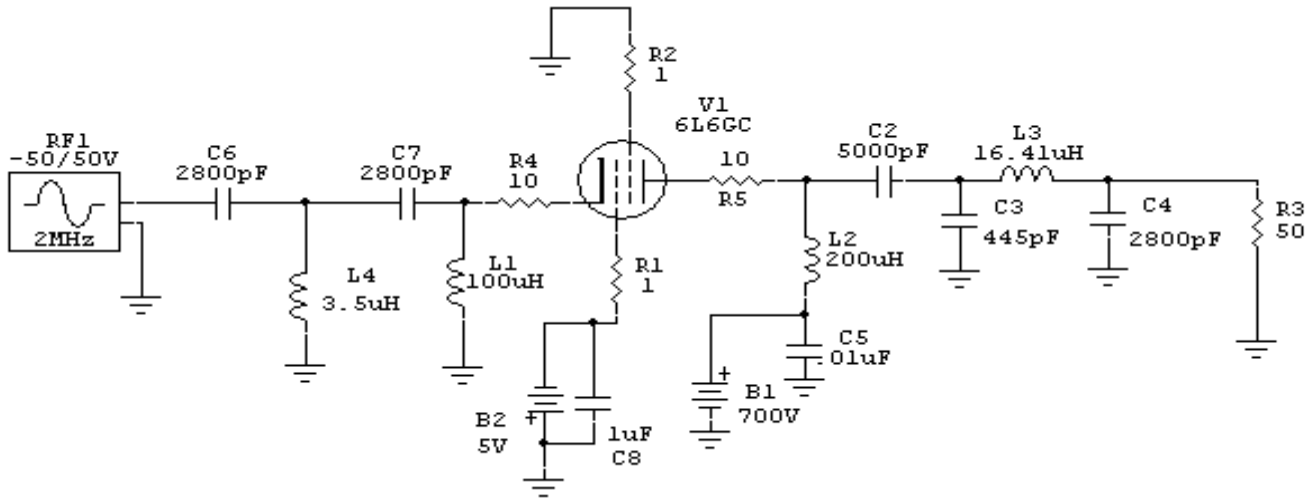 RF1
-50/50V
2MHz
C6
2800pF
L4
3.5uH
C7
2800pF
L1
100uH
R4
10
R2
1
V1
6L6GC
R1
1
B2
5V
1uF
C8
10
R5
L2
200uH
C5
.01uF
B1
700V
C2
5000pF
C3
445pF
L3
16.41uH
C4
2800pF
R3
50